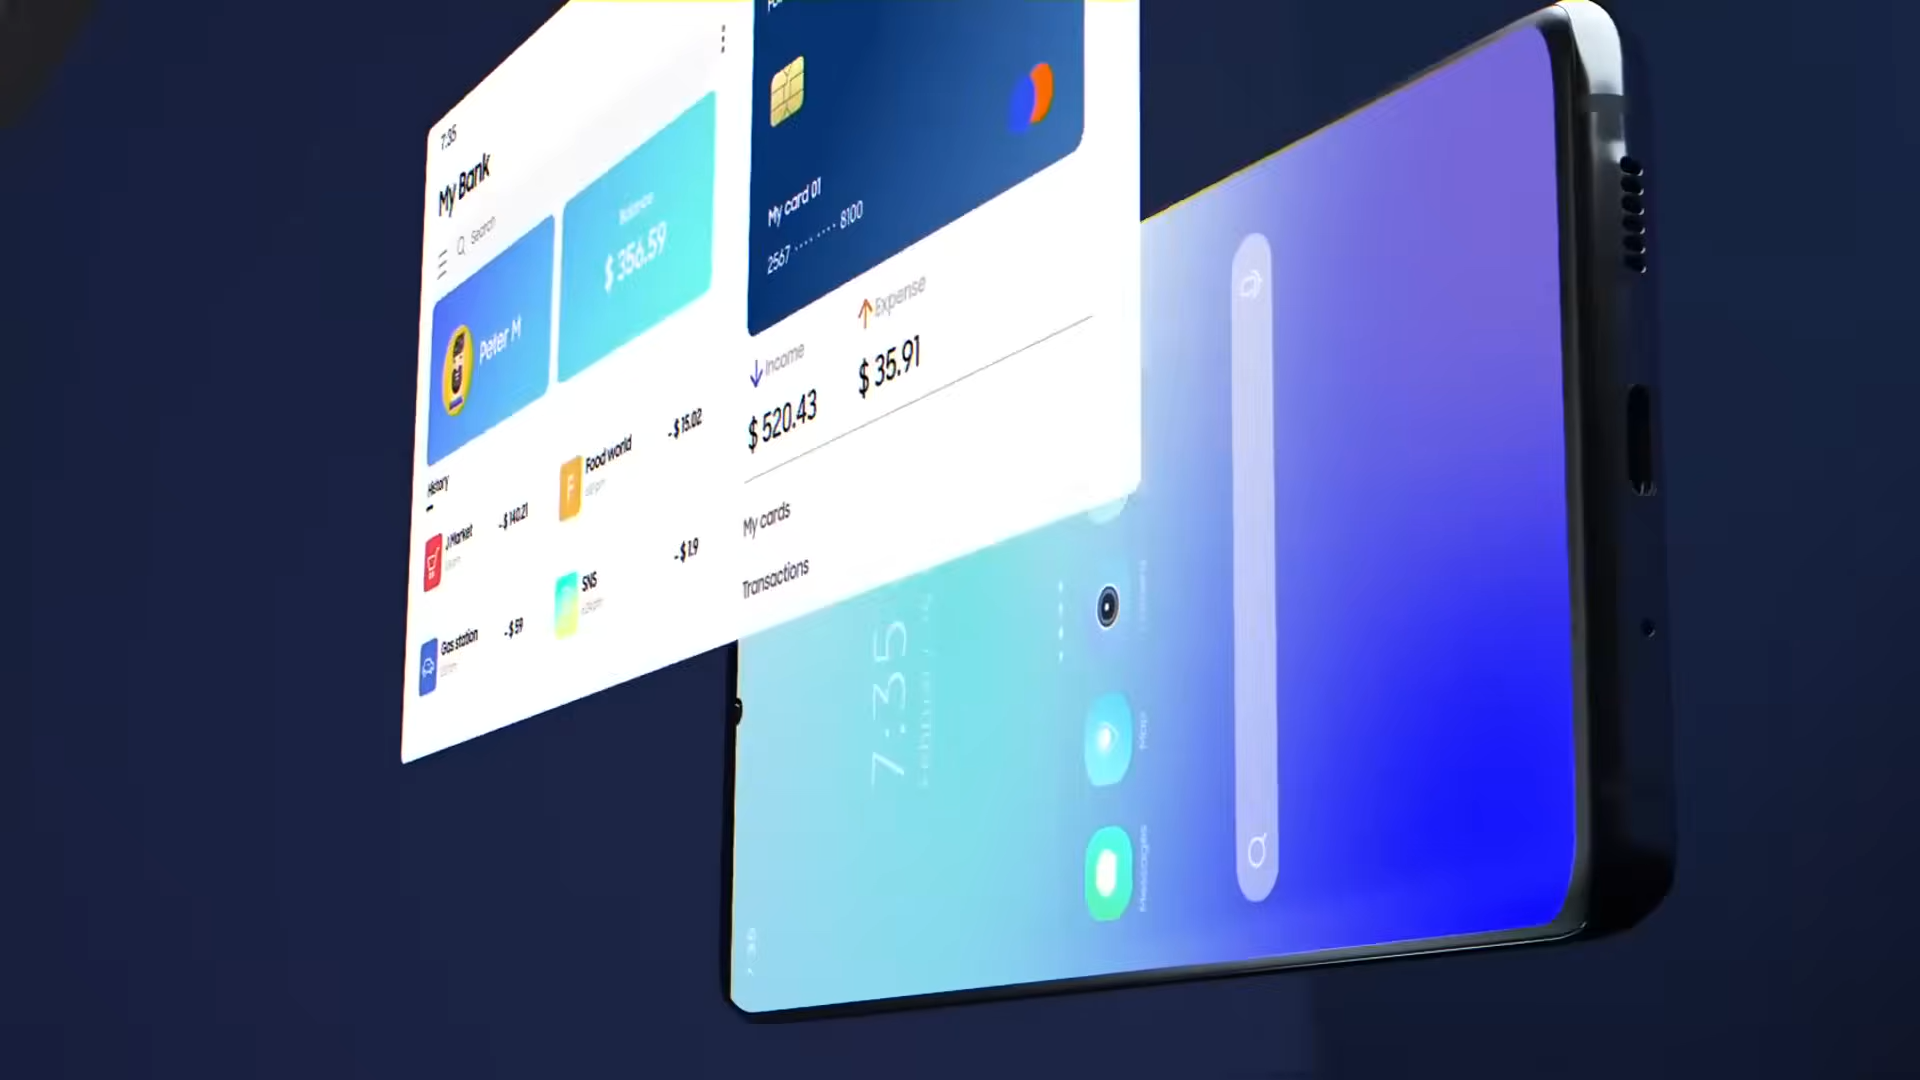 7:35
My Bank
Search
Peter M
Balance
$ 356.59
History
J Market
-$ 140.21
Gas station
-$ 59
Food world
-$ 15.02
SNS
-$ 1.9
My card 01
2567 ········ 8100
Income
$ 520.43
Expense
$ 35.91
My cards
Transactions
7:35
7:35
Map
Messages